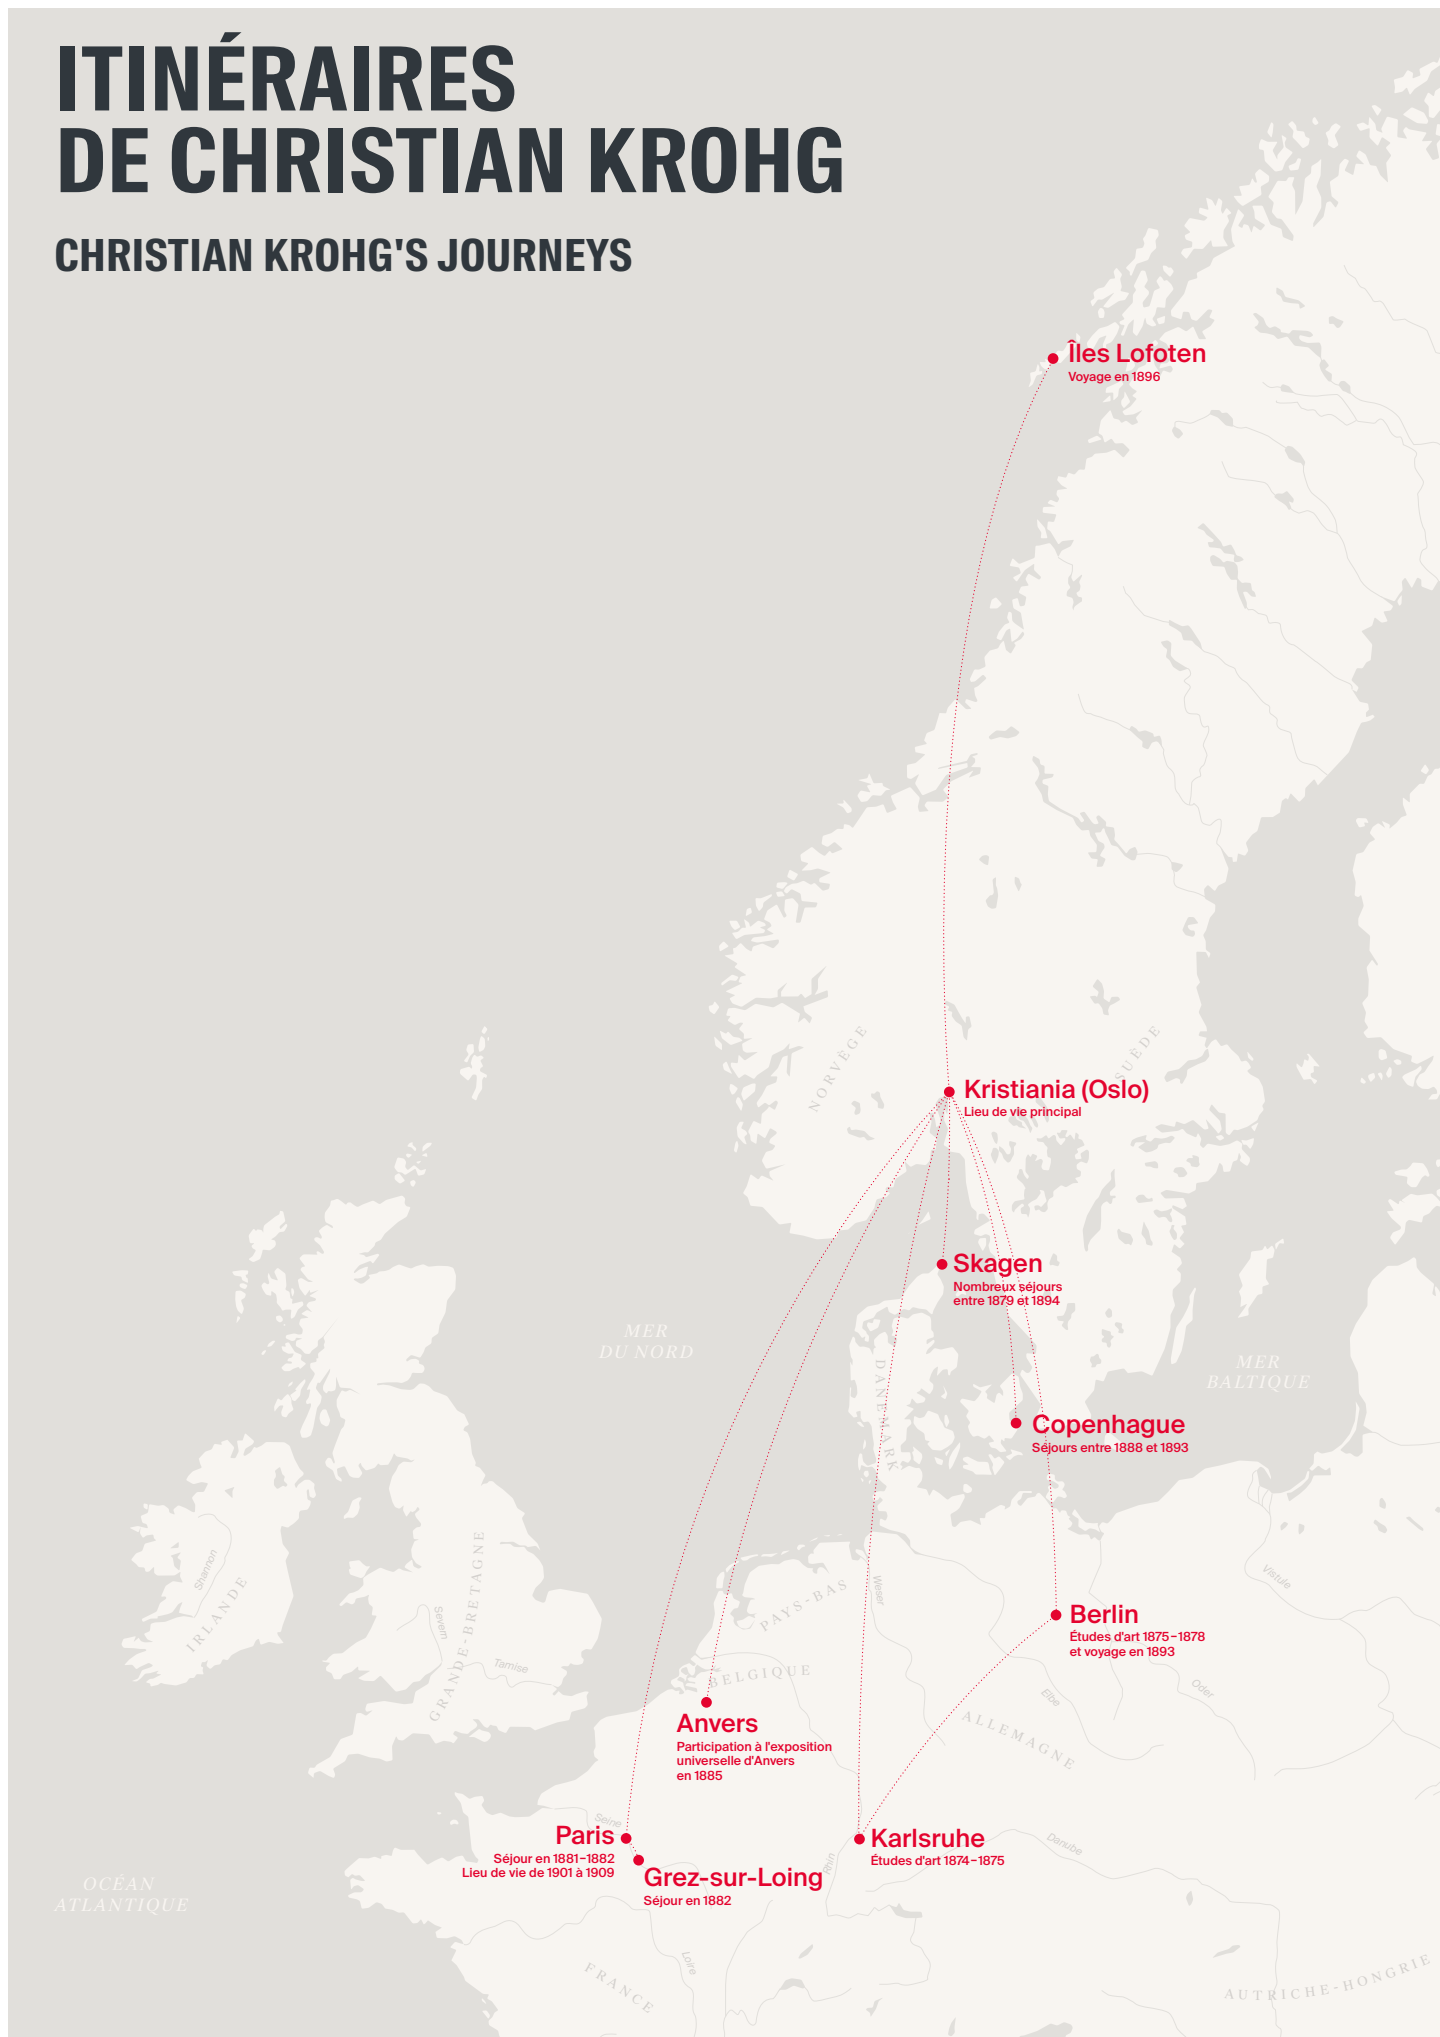 ITINÉRAIRES
DE CHRISTIAN KROHG
CHRISTIAN KROHG'S JOURNEYS
Îles Lofoten
Voyage en 1896
NORVÈGE
SUÈDE
Kristiania (Oslo)
Lieu de vie principal
Skagen
Nombreux séjours
entre 1879 et 1894
MER
DU NORD
MER
BALTIQUE
DANEMARK
Copenhague
Séjours entre 1888 et 1893
Shannon
IRLANDE
Severn
GRANDE-BRETAGNE
Tamise
PAYS-BAS
Weser
Vistule
Berlin
Études d'art 1875–1878
et voyage en 1893
BELGIQUE
Elbe
Oder
Anvers
Participation à l'exposition
universelle d'Anvers
en 1885
ALLEMAGNE
Seine
Paris
Séjour en 1881–1882
Lieu de vie de 1901 à 1909
Grez-sur-Loing
Séjour en 1882
Rhin
Karlsruhe
Études d'art 1874–1875
Danube
OCÉAN
ATLANTIQUE
Loire
FRANCE
AUTRICHE-HONGRIE